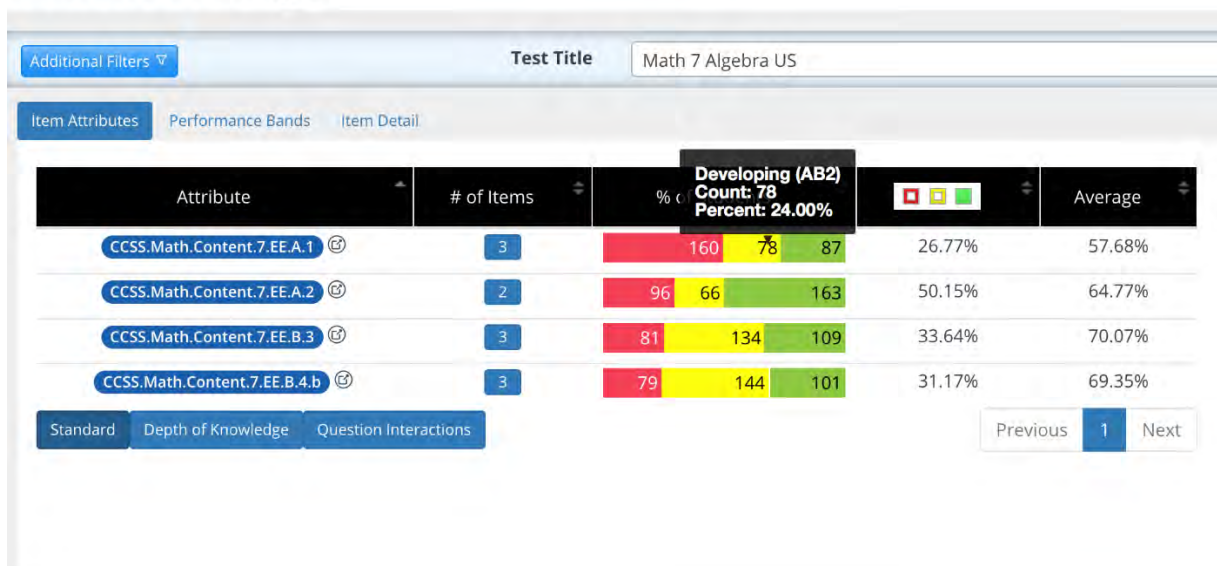 Additional Filters
Test Title
Math 7 Algebra US
Item Attributes
Performance Bands
Item Detail
Developing (AB2)
Count: 78
Percent: 24.00%
Attribute
# of Items
% o
Average
CCSS.Math.Content.7.EE.A.1 3 160 78 87 26.77% 57.68%
CCSS.Math.Content.7.EE.A.2 2 96 66 163 50.15% 64.77%
CCSS.Math.Content.7.EE.B.3 3 81 134 109 33.64% 70.07%
CCSS.Math.Content.7.EE.B.4.b 3 79 144 101 31.17% 69.35%
Standard
Depth of Knowledge
Question Interactions
Previous 1 Next